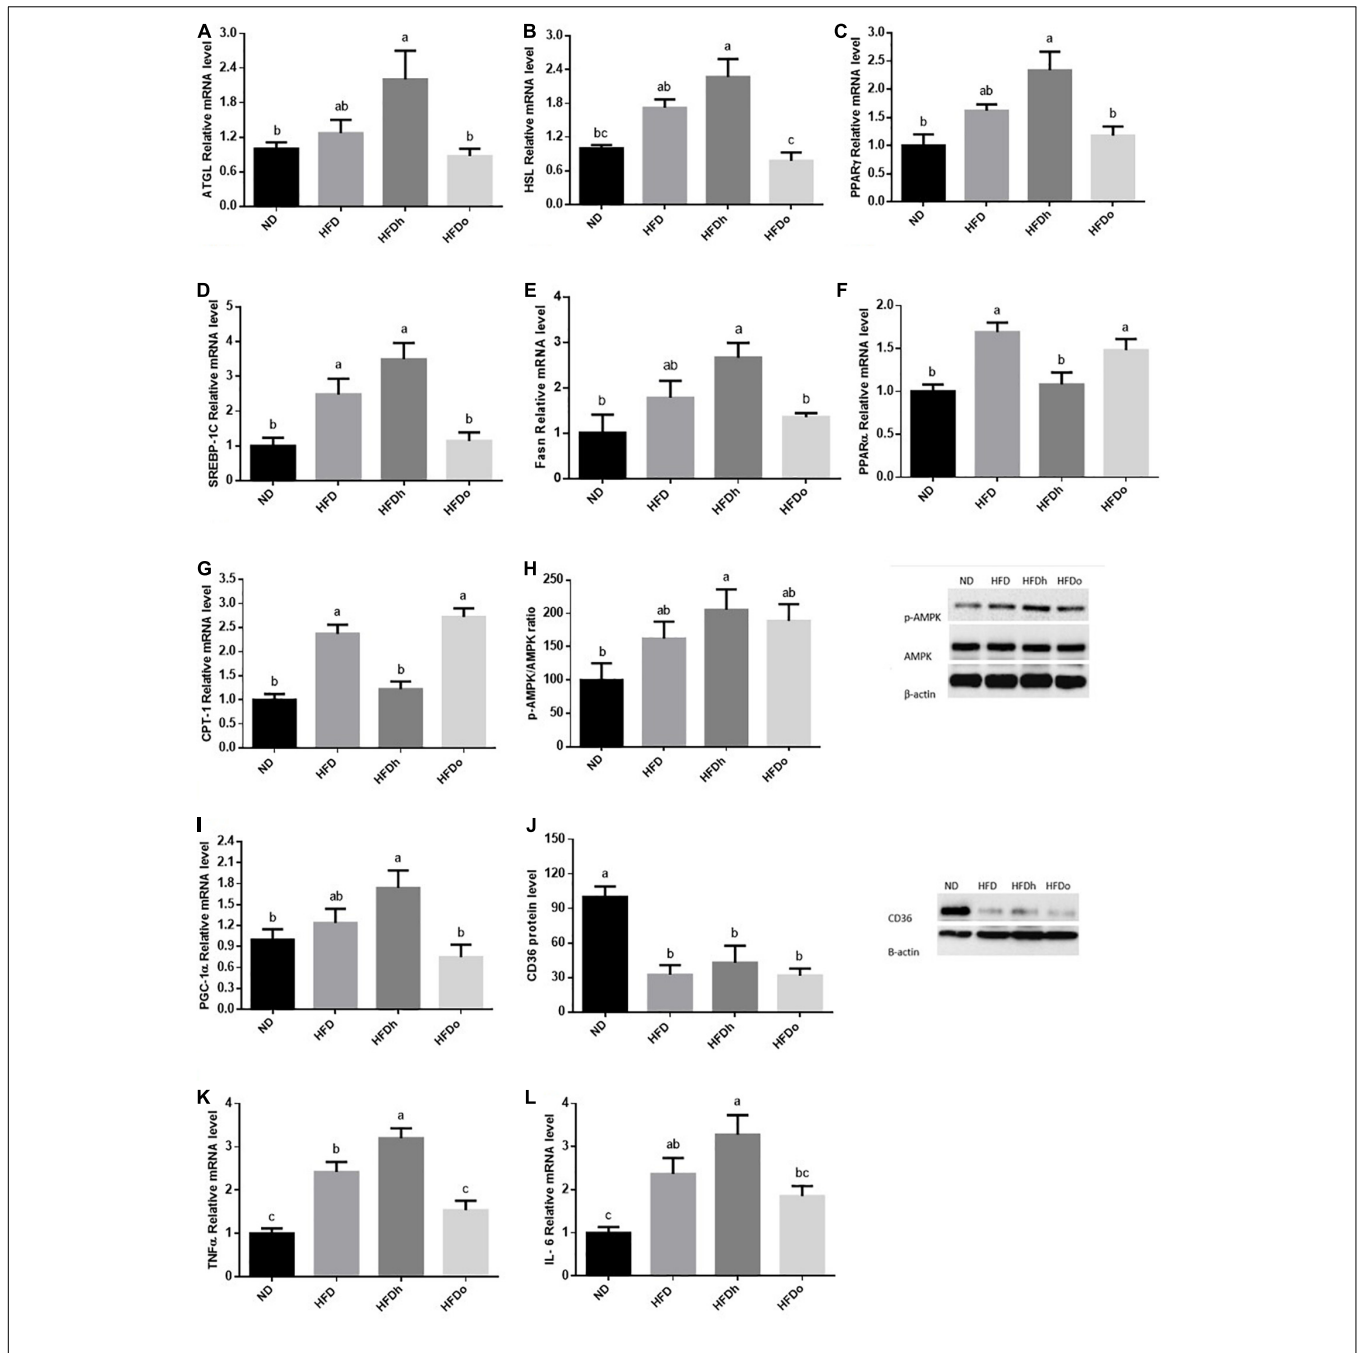 A
ATGL Relative mRNA level
3.0
2.4
1.8
1.2
0.6
0.0
b
ab
a
b
ND
HFD
HFDh
HFDo
B
HSL Relative mRNA level
3.0
2.4
1.8
1.2
0.6
0.0
bc
ab
a
c
ND
HFD
HFDh
HFDo
C
PPARγ Relative mRNA level
3.0
2.5
2.0
1.5
1.0
0.5
0.0
b
ab
a
b
ND
HFD
HFDh
HFDo
D
SREBP-1C Relative mRNA level
5
4
3
2
1
0
b
a
a
b
ND
HFD
HFDh
HFDo
E
Fasn Relative mRNA level
4
3
2
1
0
b
ab
a
b
ND
HFD
HFDh
HFDo
F
PPARα Relative mRNA level
2.0
1.5
1.0
0.5
0.0
b
a
b
a
ND
HFD
HFDh
HFDo
G
CPT-1 Relative mRNA level
3.5
3.0
2.5
2.0
1.5
1.0
0.5
0.0
b
a
b
a
ND
HFD
HFDh
HFDo
H
p-AMPK/AMPK ratio
250
200
150
100
50
0
b
ab
a
ab
ND
HFD
HFDh
HFDo
ND HFD HFDh HFDo
p-AMPK
AMPK
β-actin
I
PGC-1α Relative mRNA level
2.4
2.1
1.8
1.5
1.2
0.9
0.6
0.3
0.0
b
ab
a
b
ND
HFD
HFDh
HFDo
J
CD36 protein level
150
120
90
60
30
0
a
b
b
b
ND
HFD
HFDh
HFDo
ND HFD HFDh HFDo
CD36
B-actin
K
TNFα Relative mRNA level
4
3
2
1
0
c
b
a
c
ND
HFD
HFDh
HFDo
L
IL- 6 Relative mRNA level
4
3
2
1
0
c
ab
a
bc
ND
HFD
HFDh
HFDo